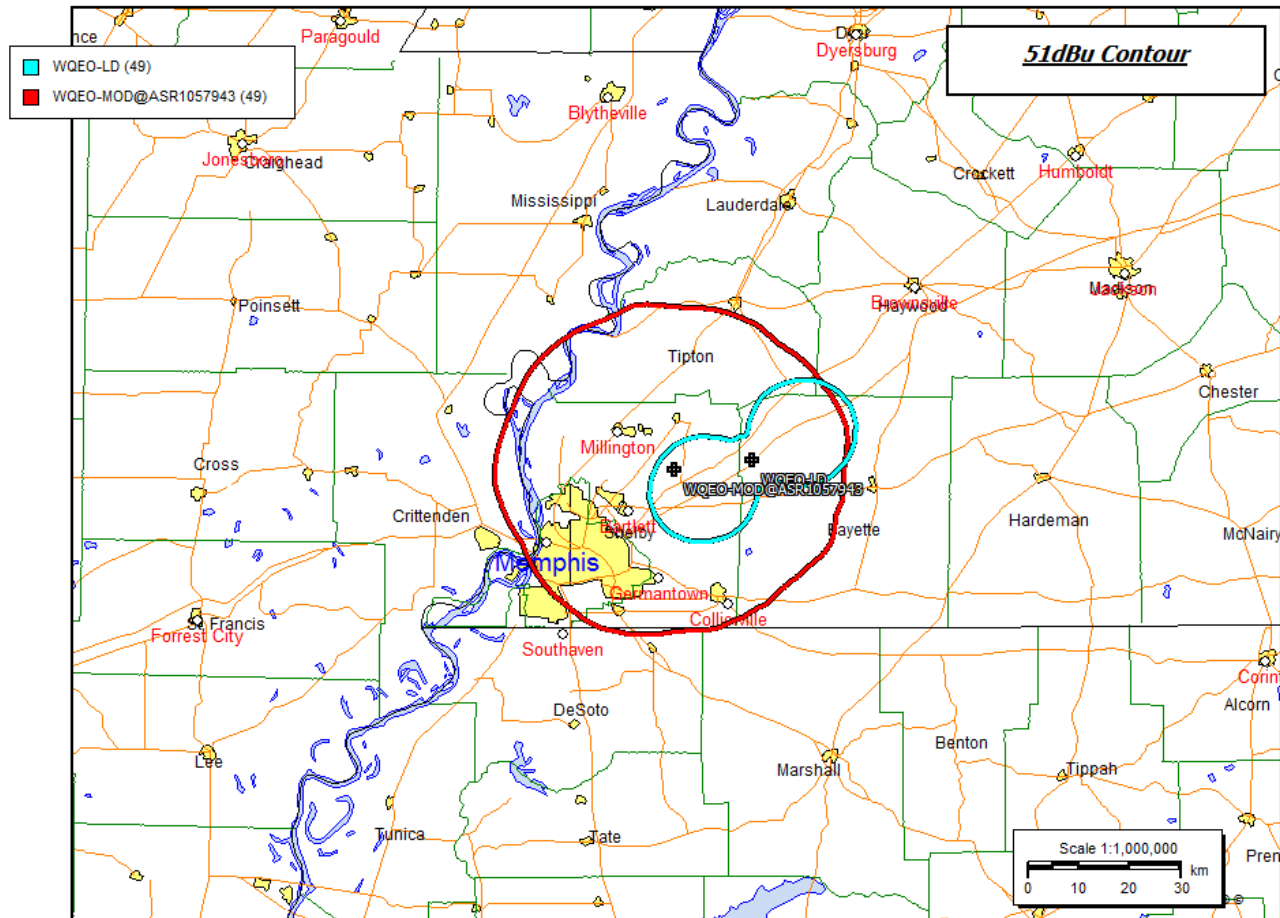 nce
Paragould
D
Dyersburg
51dBu Contour
WQEO-LD (49)
WQEO-MOD@ASR1057943 (49)
C
Blytheville
Jonesboro
Craighead
Crockett
Humboldt
Mississippi
Lauderdale
Poinsett
Madison
Jackson
Brownsville
Haywood
Tipton
Chester
Millington
Cross
WQEO-LD
WQEO-MOD@ASR1057943
Crittenden
Bartlett
Shelby
Fayette
Hardeman
McNairy
Memphis
Germantown
Collierville
St Francis
Forrest City
Southaven
Corin
DeSoto
Alcorn
Benton
Lee
Marshall
Tippah
Tunica
Tate
Scale 1:1,000,000
km
0 10 20 30
Pren
©